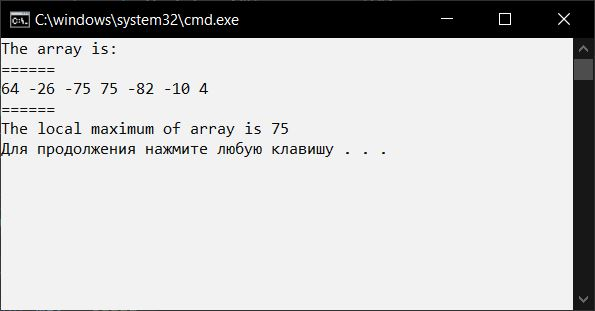 C:\windows\system32\cmd.exe
The array is:
======
64 -26 -75 75 -82 -10 4
======
The local maximum of array is 75
Для продолжения нажмите любую клавишу . . .